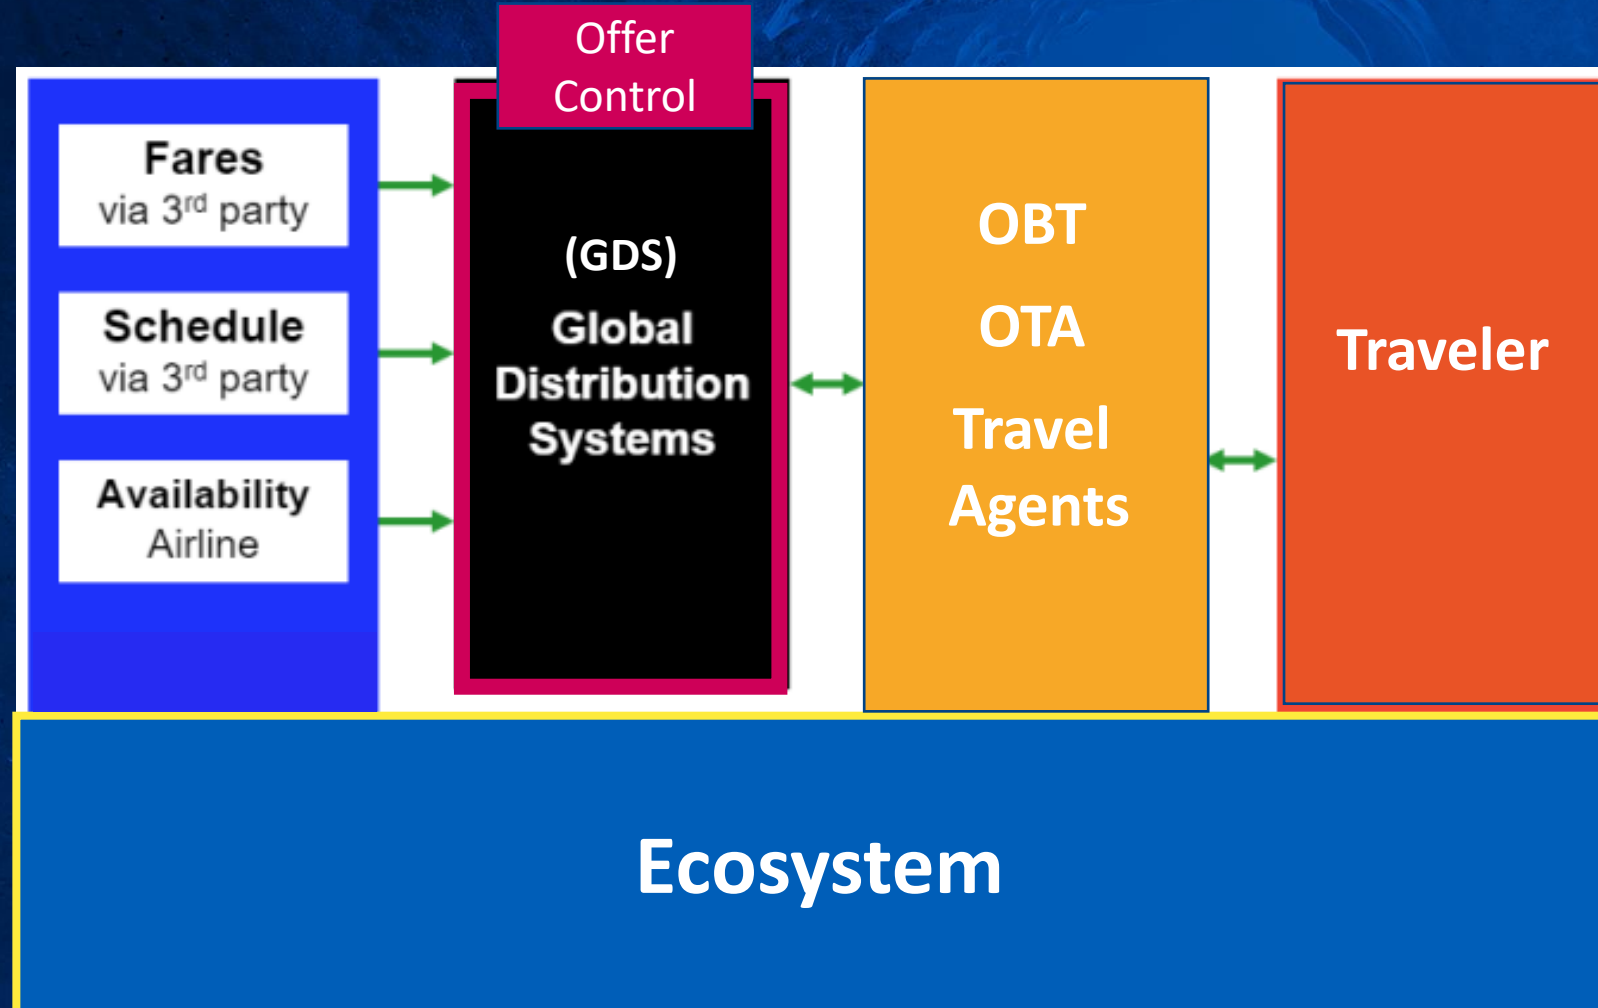 Offer
Control
Fares
via 3rd party
Schedule
via 3rd party
Availability
Airline
(GDS)
Global
Distribution
Systems
OBT
OTA
Travel
Agents
Traveler
Ecosystem